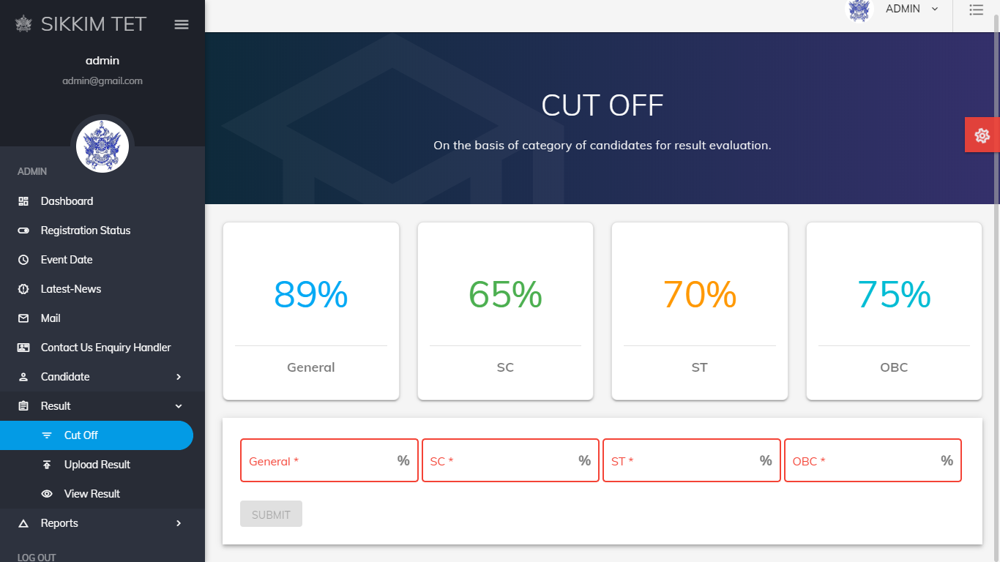 SIKKIM TET
admin
admin@gmail.com
ADMIN
Dashboard
Registration Status
Event Date
Latest-News
Mail
Contact Us Enquiry Handler
Candidate
Result
Cut Off
Upload Result
View Result
Reports
LOG OUT
ADMIN
CUT OFF
On the basis of category of candidates for result evaluation.
89%
General
65%
SC
70%
ST
75%
OBC
General * %
SC * %
ST * %
OBC * %
SUBMIT